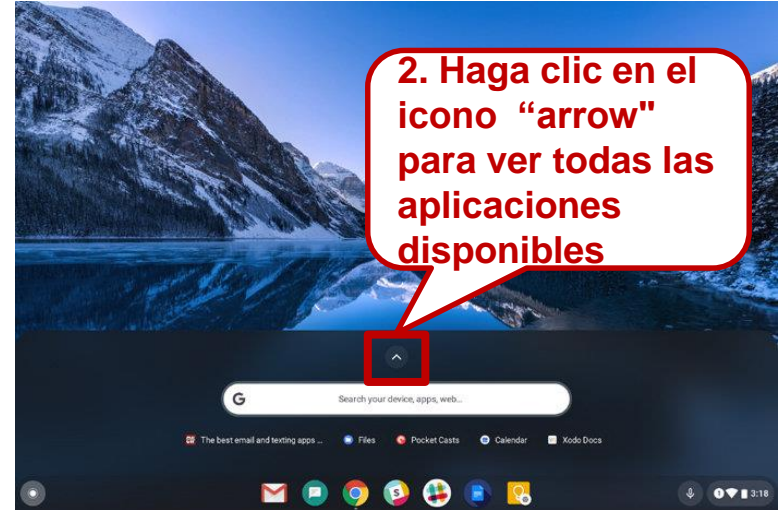 2. Haga clic en el
icono “arrow"
para ver todas las
aplicaciones
disponibles
G
Search your device, apps, web...
The best email and texting apps ...
Files
Pocket Casts
Calendar
Xodo Docs
S
1
3:18